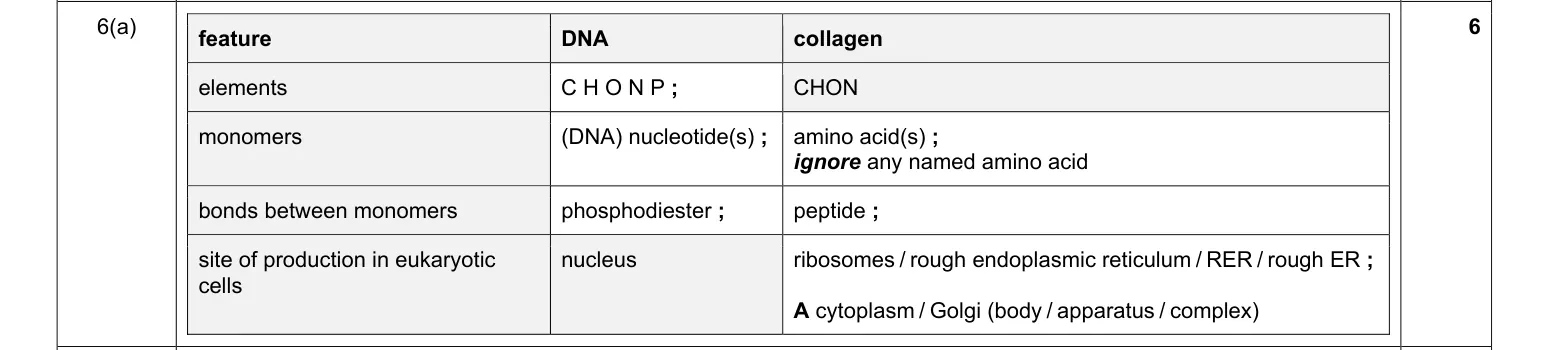 6(a)
feature DNA collagen 6
elements C H O N P ; CHON
monomers (DNA) nucleotide(s) ; amino acid(s) ;
ignore any named amino acid
bonds between monomers phosphodiester ; peptide ;
site of production in eukaryotic nucleus ribosomes / rough endoplasmic reticulum / RER / rough ER ;
cells
A cytoplasm / Golgi (body / apparatus / complex)